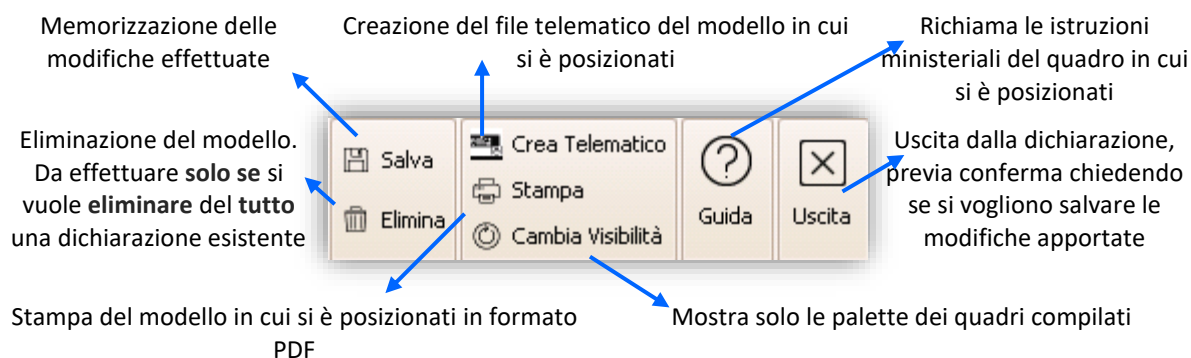 Memorizzazione delle
modifiche effettuate
Creazione del file telematico del modello in cui
si è posizionati
Richiama le istruzioni
ministeriali del quadro in cui
si è posizionati
Eliminazione del modello.
Da effettuare solo se si
vuole eliminare del tutto
una dichiarazione esistente
Salva
Elimina
Crea Telematico
Stampa
Cambia Visibilità
Guida
Uscita
Uscita dalla dichiarazione,
previa conferma chiedendo
se si vogliono salvare le
modifiche apportate
Stampa del modello in cui si è posizionati in formato
PDF
Mostra solo le palette dei quadri compilati